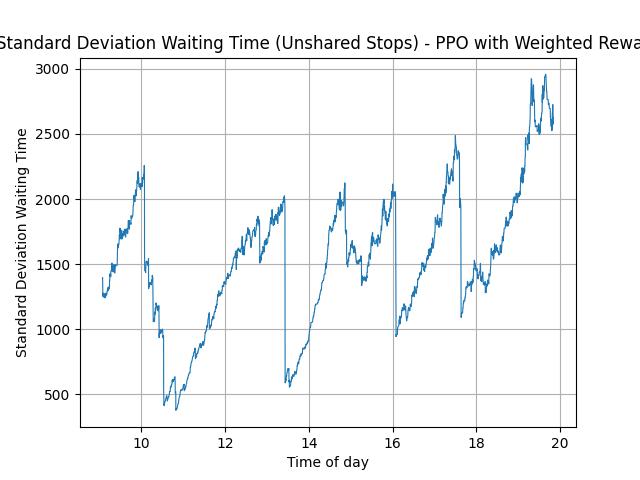 Standard Deviation Waiting Time (Unshared Stops) - PPO with Weighted
3000
2500
2000
1500
1000
500
Standard Deviation Waiting Time
10 12 14 16 18 20
Time of day